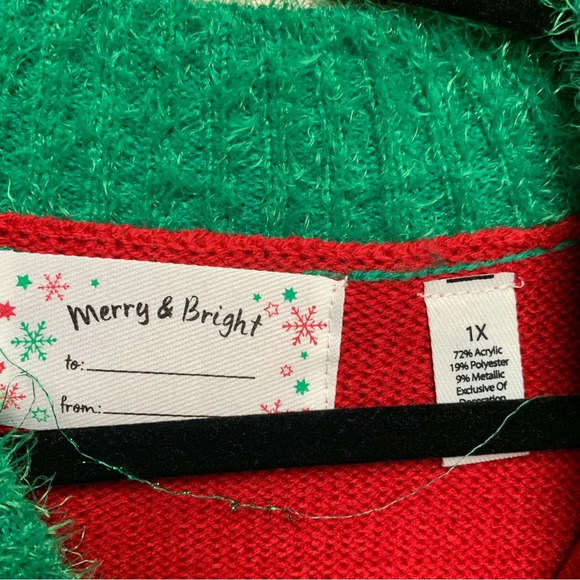 Merry & Bright
to:
from:
1X
72% Acrylic
19% Polyester
9% Metallic
Exclusive Of